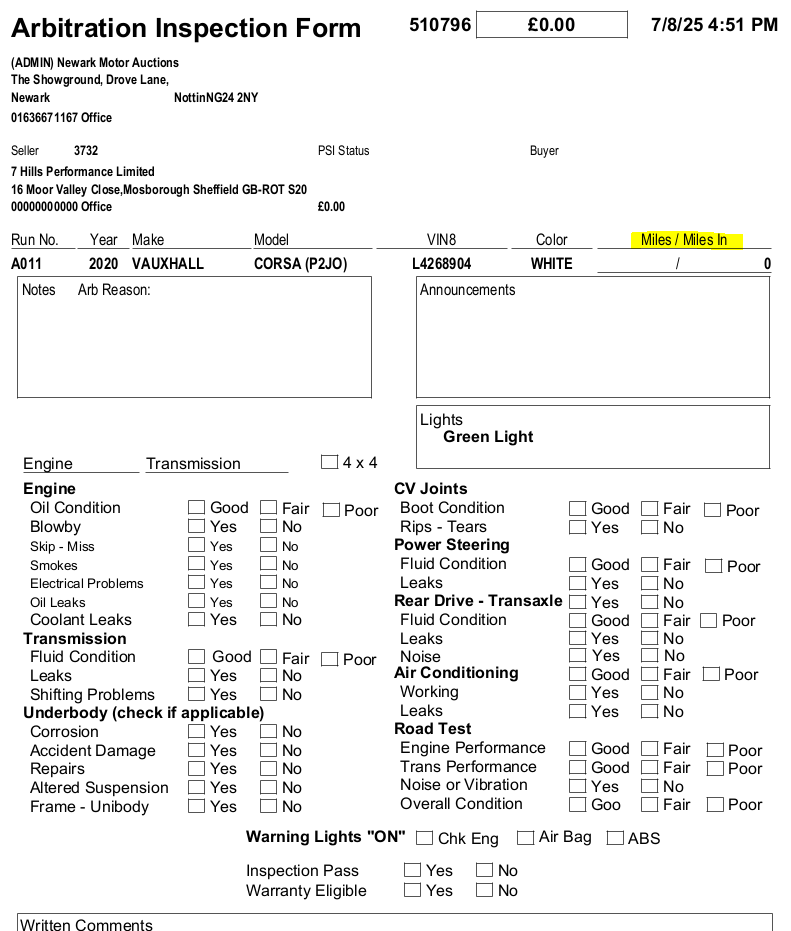 Arbitration Inspection Form 510796 £0.00 7/8/25 4:51 PM
(ADMIN) Newark Motor Auctions
The Showground, Drove Lane,
Newark NottinNG24 2NY
01636671167 Office
Seller 3732 PSI Status Buyer
7 Hills Performance Limited
16 Moor Valley Close,Mosborough Sheffield GB-ROT S20
00000000000 Office £0.00
Run No. Year Make Model VIN8 Color Miles / Miles In
A011 2020 VAUXHALL CORSA (P2JO) L4268904 WHITE / 0
Notes Arb Reason: Announcements
Lights
Green Light
Engine Transmission 4 x 4
Engine CV Joints
Oil Condition Good Fair Poor Boot Condition Good Fair Poor
Blowby Yes No Rips - Tears Yes No
Skip - Miss Yes No Power Steering
Smokes Yes No Fluid Condition Good Fair Poor
Electrical Problems Yes No Leaks Yes No
Oil Leaks Yes No Rear Drive - Transaxle Yes No
Coolant Leaks Yes No Fluid Condition Good Fair Poor
Transmission Leaks Yes No
Fluid Condition Good Fair Poor Noise Yes No
Leaks Yes No Air Conditioning Good Fair Poor
Shifting Problems Yes No Working Yes No
Underbody (check if applicable) Leaks Yes No
Corrosion Yes No Road Test
Accident Damage Yes No Engine Performance Good Fair Poor
Repairs Yes No Trans Performance Good Fair Poor
Altered Suspension Yes No Noise or Vibration Yes No
Frame - Unibody Yes No Overall Condition Goo Fair Poor
Warning Lights "ON" Chk Eng Air Bag ABS
Inspection Pass Yes No
Warranty Eligible Yes No
Written Comments